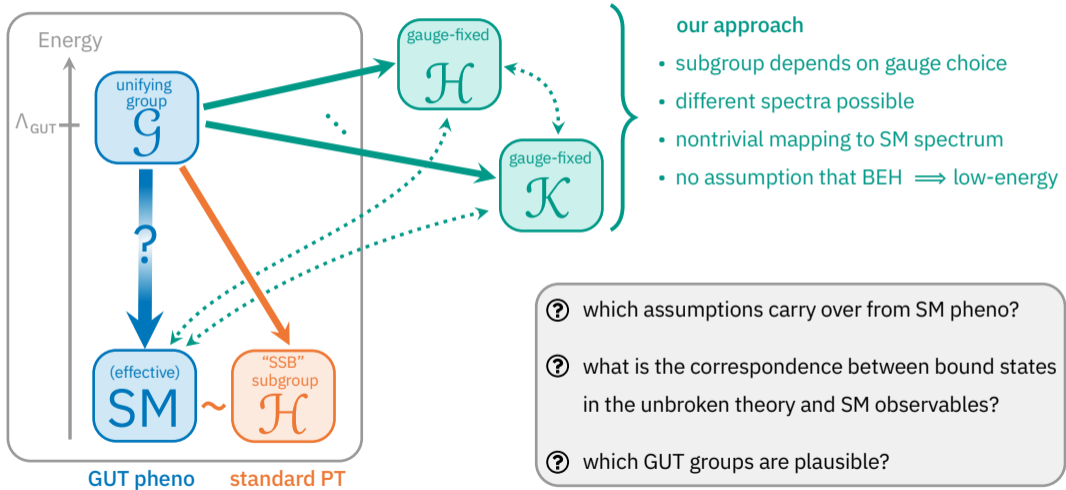 Energy
Λ_GUT
unifying
group
𝒢
?
(effective)
SM
~
"SSB"
subgroup
ℋ
GUT pheno
standard PT
gauge-fixed
ℋ
gauge-fixed
𝒦
our approach
• subgroup depends on gauge choice
• different spectra possible
• nontrivial mapping to SM spectrum
• no assumption that BEH ⟹ low-energy
? which assumptions carry over from SM pheno?
? what is the correspondence between bound states
in the unbroken theory and SM observables?
? which GUT groups are plausible?